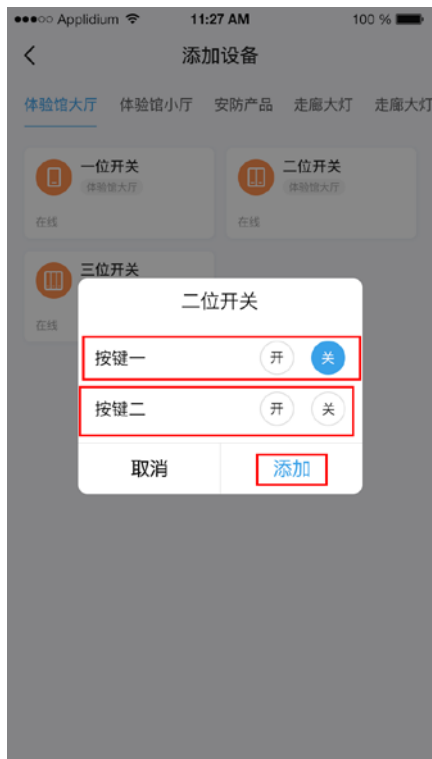 Applidium 11:27 AM 100 %
添加设备
体验馆大厅 体验馆小厅 安防产品 走廊大灯 走廊大灯
一位开关 二位开关
体验馆大厅 体验馆大厅
在线 在线
三位开关
在线
二位开关
按键一 开 关
按键二 开 关
取消 添加